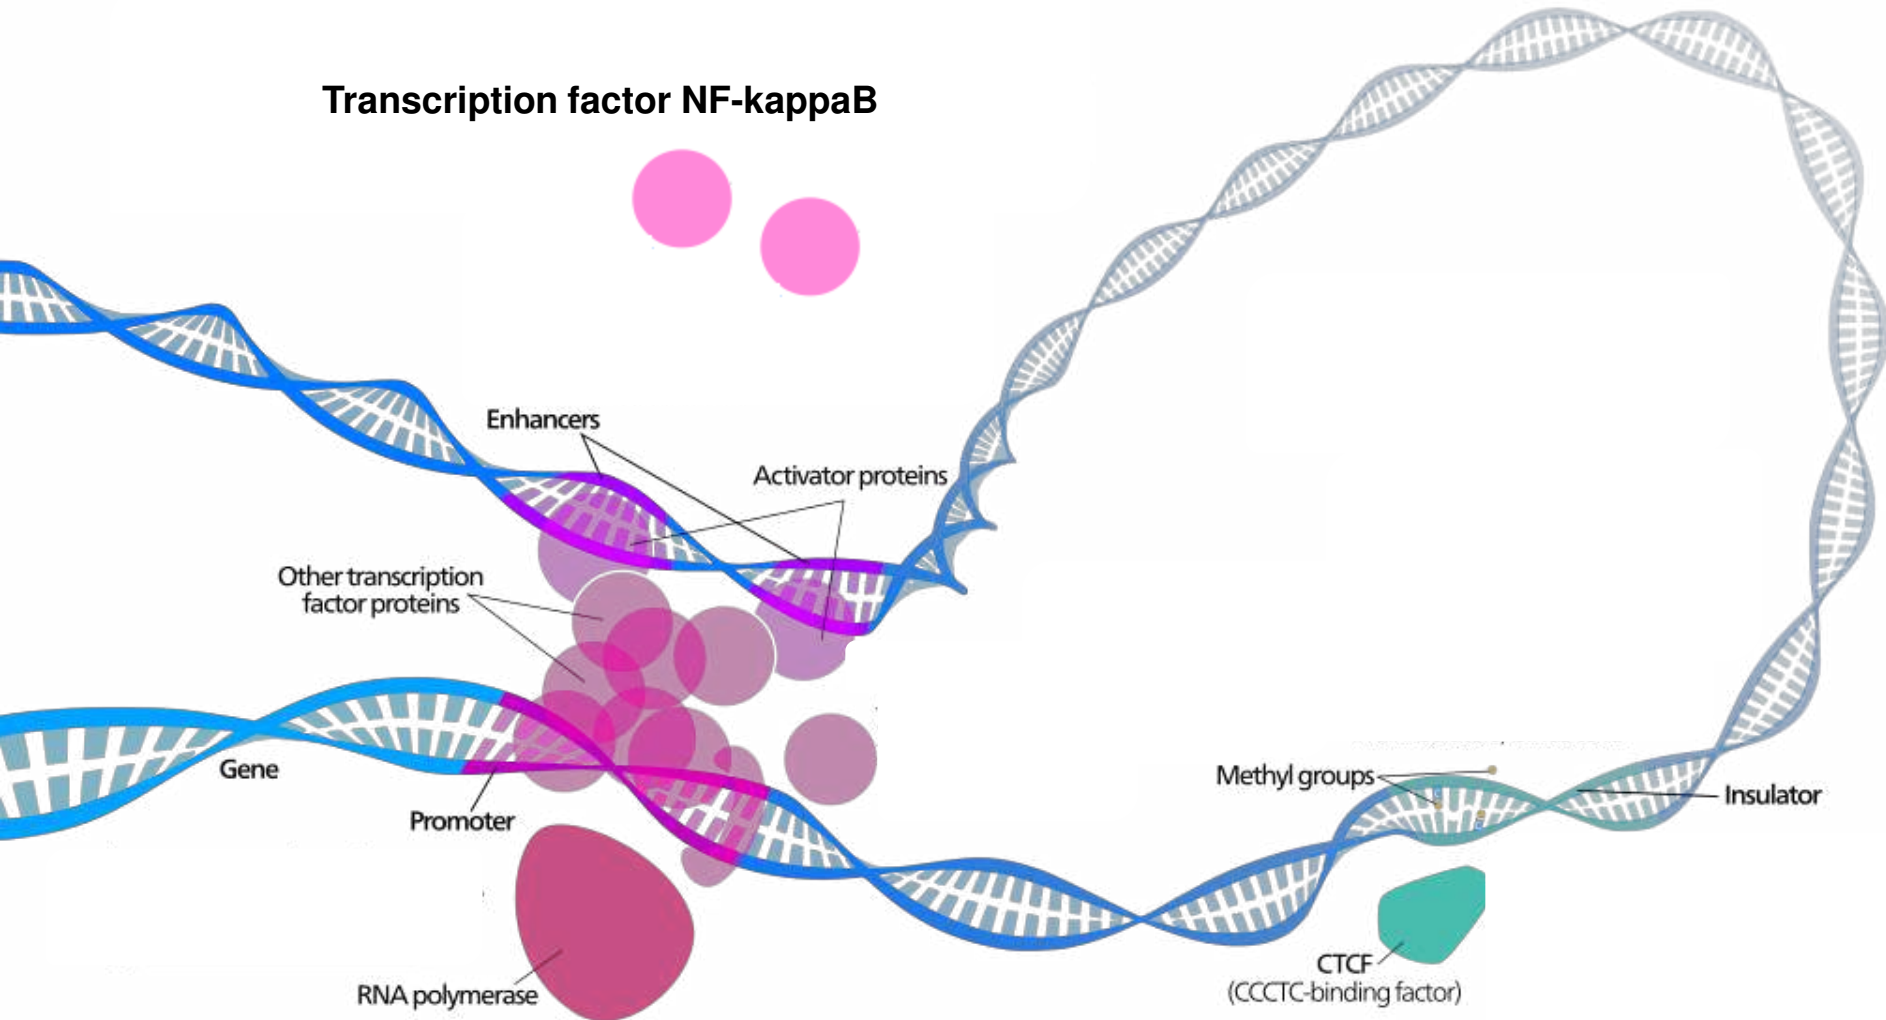 Transcription factor NF-kappaB
Enhancers
Activator proteins
Other transcription
factor proteins
Gene
Promoter
RNA polymerase
Methyl groups
Insulator
CTCF
(CCCTC-binding factor)